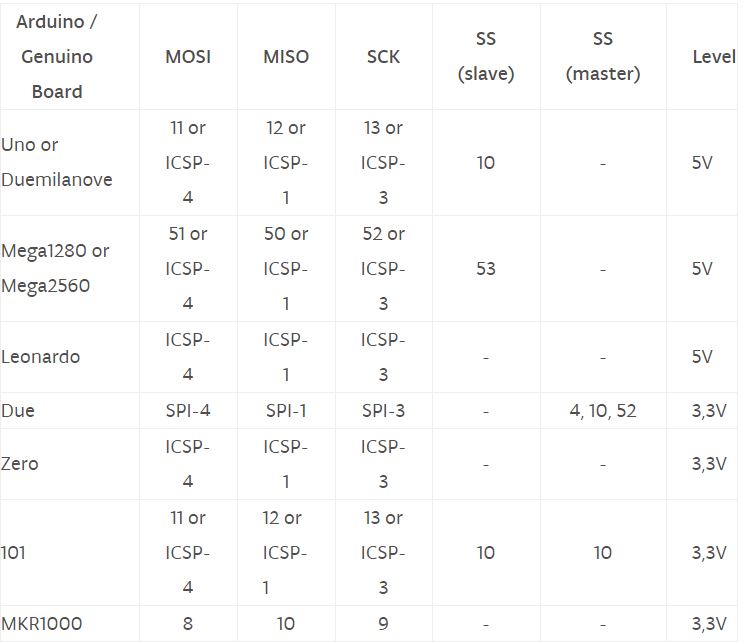 Arduino /
Genuino
Board
MOSI
MISO
SCK
SS
(slave)
SS
(master)
Level
Uno or
Duemilanove
11 or
ICSP-
4
12 or
ICSP-
1
13 or
ICSP-
3
10
-
5V
Mega1280 or
Mega2560
51 or
ICSP-
4
50 or
ICSP-
1
52 or
ICSP-
3
53
-
5V
Leonardo
ICSP-
4
ICSP-
1
ICSP-
3
-
-
5V
Due
SPI-4
SPI-1
SPI-3
-
4, 10, 52
3,3V
Zero
ICSP-
4
ICSP-
1
ICSP-
3
-
-
3,3V
101
11 or
ICSP-
4
12 or
ICSP-
1
13 or
ICSP-
3
10
10
3,3V
MKR1000
8
10
9
-
-
3,3V